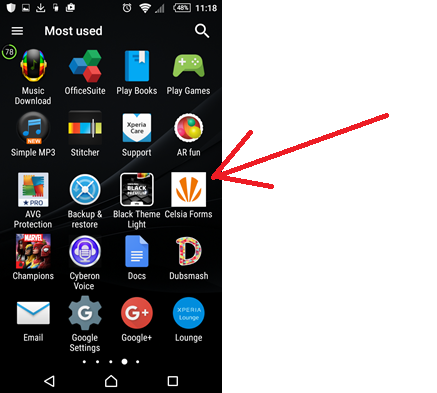 48% 11:18
Most used
78
Music Download
OfficeSuite
Play Books
Play Games
NEW
Simple MP3
Stitcher
Xperia Care
Support
AR fun
PRO
AVG Protection
Backup & restore
BLACK
Black Theme Light
Celsia Forms
MARVEL
Champions
Cyberon Voice
Docs
D
Dubsmash
Email
G
Google Settings
G+
Google+
XPERIA
Lounge
Lounge